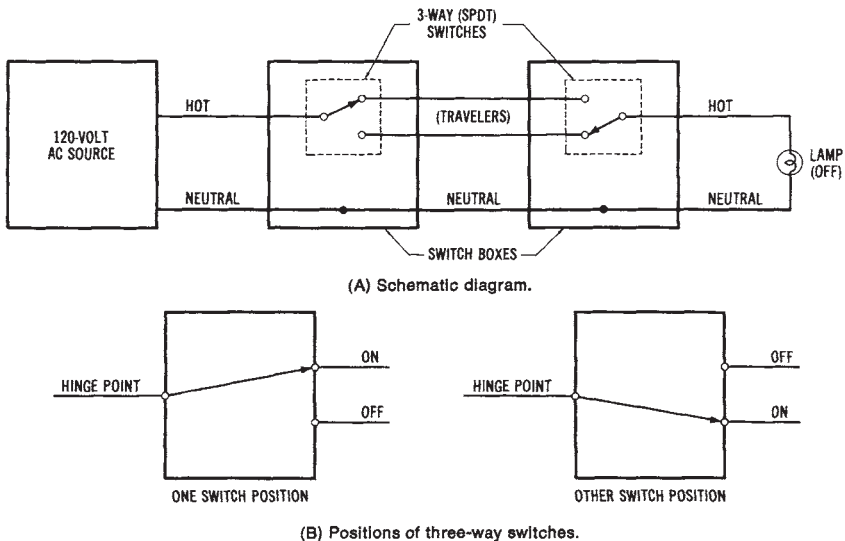 3-WAY (SPDT)
SWITCHES
HOT
(TRAVELERS)
HOT
120-VOLT
AC SOURCE
LAMP
(OFF)
NEUTRAL
NEUTRAL
NEUTRAL
SWITCH BOXES
(A) Schematic diagram.
ON
HINGE POINT
OFF
ONE SWITCH POSITION
OFF
HINGE POINT
ON
OTHER SWITCH POSITION
(B) Positions of three-way switches.